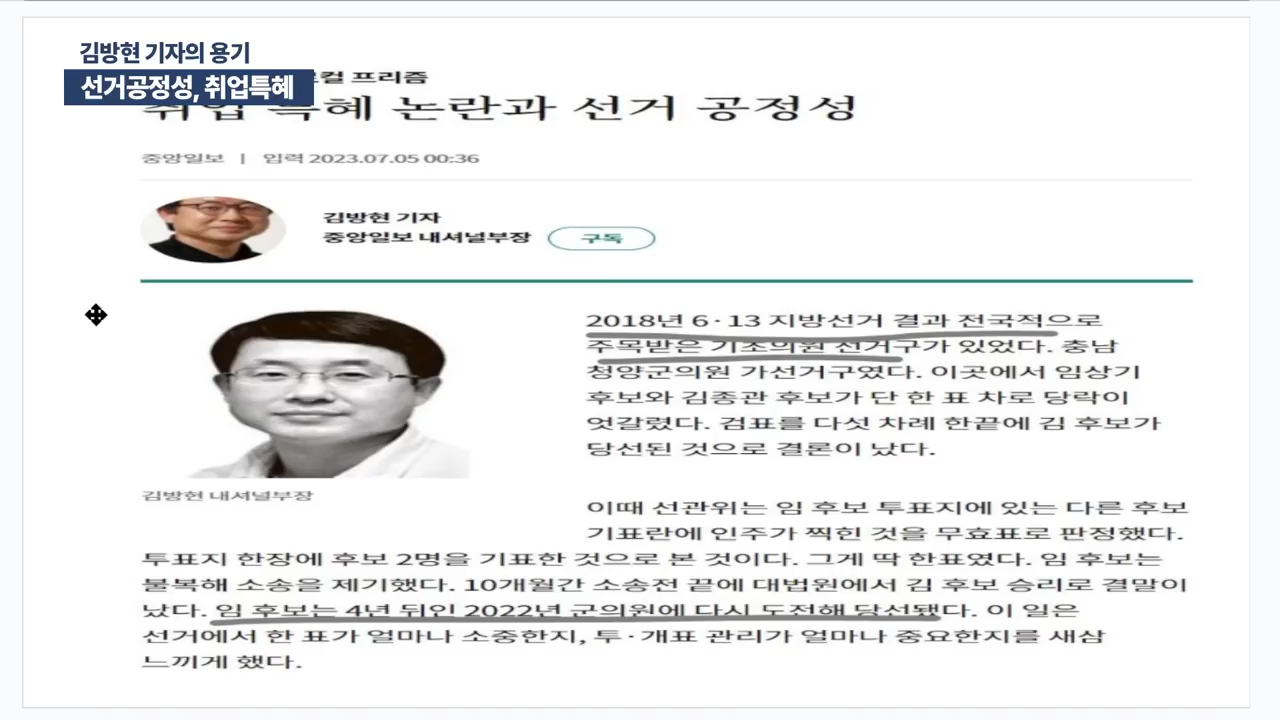 김방현 기자의 용기
선거공정성, 취업특혜
컬 프리즘
취업 특혜 논란과 선거 공정성
중앙일보 | 입력 2023.07.05 00:36
김방현 기자
중앙일보 내셔널부장
구독
2018년 6·13 지방선거 결과 전국적으로
주목받은 기초의원 선거구가 있었다. 충남
청양군의원 가선거구였다. 이곳에서 임상기
후보와 김종관 후보가 단 한 표 차로 당락이
엇갈렸다. 검표를 다섯 차례 한끝에 김 후보가
당선된 것으로 결론이 났다.
김방현 내셔널부장
이때 선관위는 임 후보 투표지에 있는 다른 후보
기표란에 인주가 찍힌 것을 무효표로 판정했다.
투표지 한장에 후보 2명을 기표한 것으로 본 것이다. 그게 딱 한표였다. 임 후보는
불복해 소송을 제기했다. 10개월간 소송전 끝에 대법원에서 김 후보 승리로 결말이
났다. 임 후보는 4년 뒤인 2022년 군의원에 다시 도전해 당선됐다. 이 일은
선거에서 한 표가 얼마나 소중한지, 투·개표 관리가 얼마나 중요한지를 새삼
느끼게 했다.